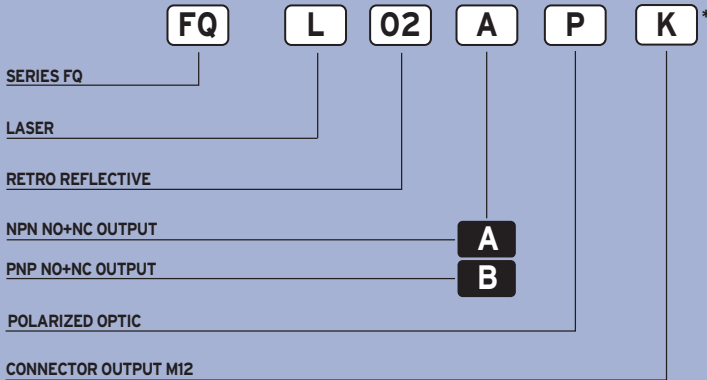 FQ L 02 A P K *
SERIES FQ
LASER
RETRO REFLECTIVE
NPN NO+NC OUTPUT A
PNP NO+NC OUTPUT B
POLARIZED OPTIC
CONNECTOR OUTPUT M12